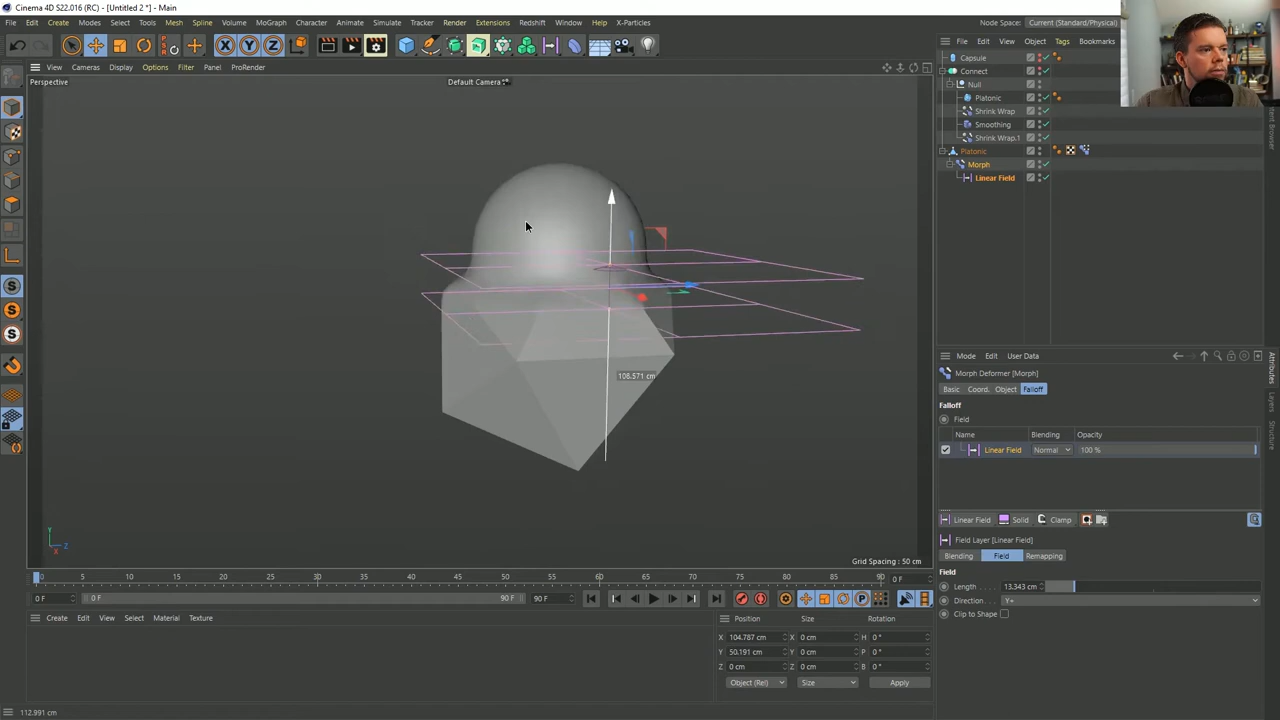 Cinema 4D S22.016 (RC) - [Untitled 2 *] - Main
File Edit Create Modes Select Tools Mesh Spline Volume MoGraph Character Animate Simulate Tracker Render Extensions Redshift Window Help X-Particles
Node Space: Current (Standard/Physical)
View Cameras Display Options Filter Panel ProRender
File Edit View Object Tags Bookmarks
Perspective
Default Camera
Capsule
Connect
Null
Platonic
Shrink Wrap
Smoothing
Shrink Wrap.1
Platonic
Morph
Linear Field
108.571 cm
Y
X
Z
Grid Spacing : 50 cm
Mode Edit User Data
Morph Deformer [Morph]
Basic Coord. Object Falloff
Falloff
Field
Name Blending Opacity
Linear Field Normal 100 %
Linear Field Solid Clamp
Field Layer [Linear Field]
Blending Field Remapping
Field
Length 13.343 cm
Direction Y+
Clip to Shape
Attributes
Layers
Structure
0 5 10 15 20 25 30 35 40 45 50 55 60 65 70 75 80 85 90 0 F
0 F 0 F 90 F 90 F
Create Edit View Select Material Texture
Position Size Rotation
X 104.787 cm X 0 cm H 0 °
Y 50.191 cm Y 0 cm P 0 °
Z 0 cm Z 0 cm B 0 °
Object (Rel) Size Apply
112.991 cm